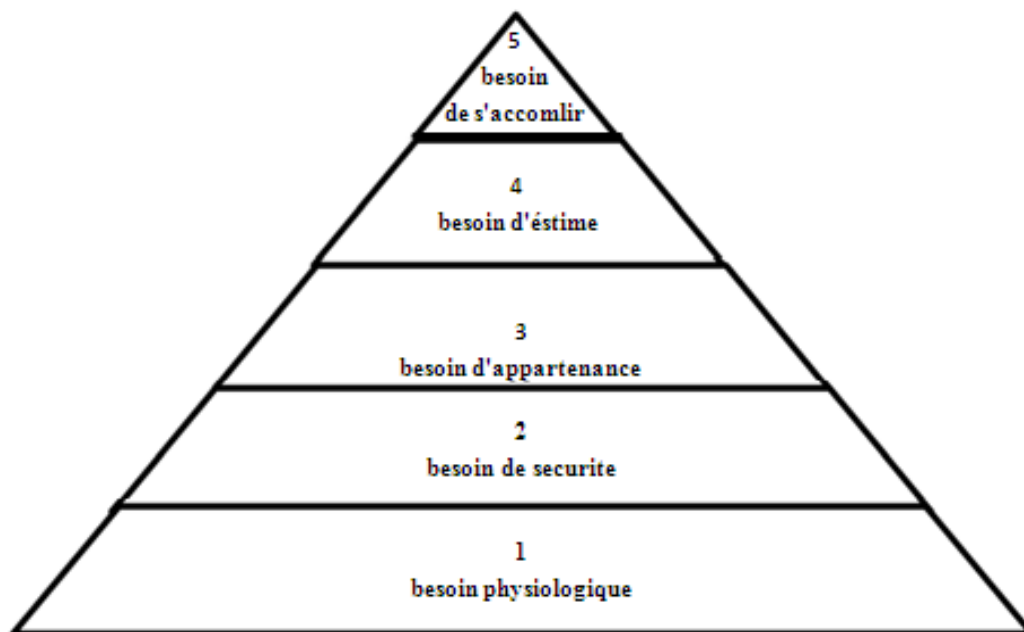 5
besoin
de s'accomlir
4
besoin d'éstime
3
besoin d'appartenance
2
besoin de securite
1
besoin physiologique